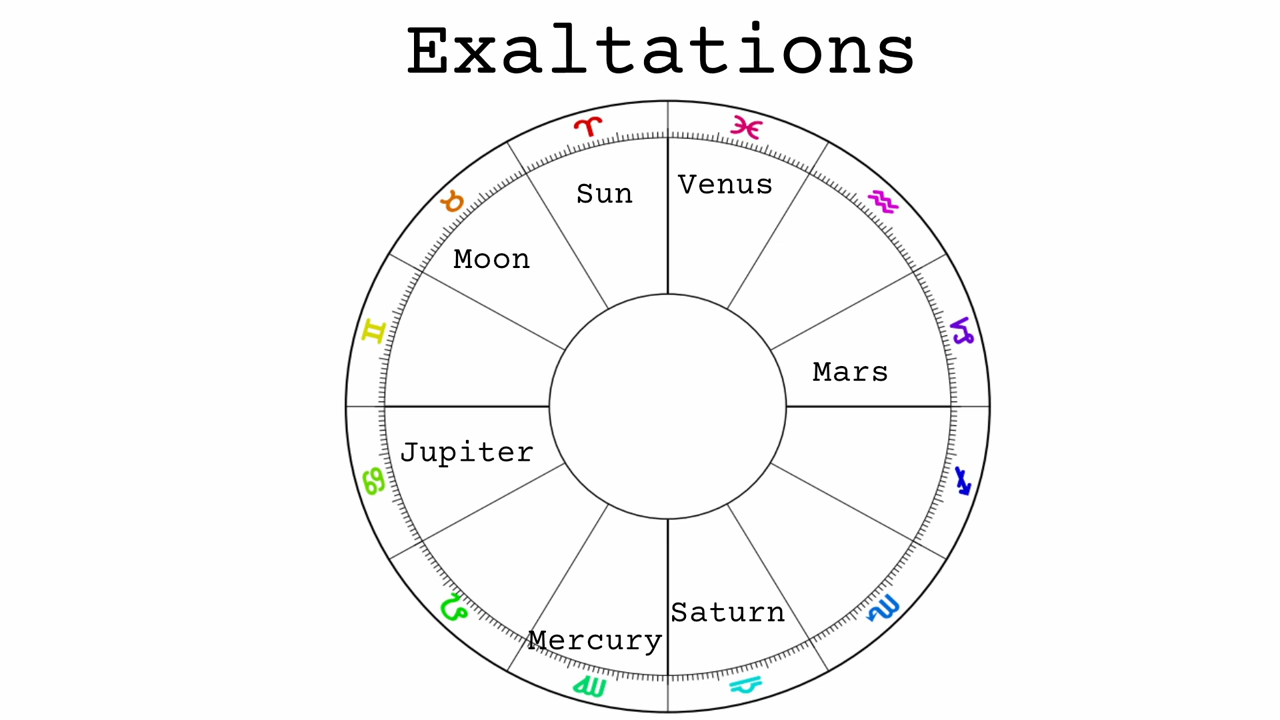 Exaltations
♈ ♓
Sun Venus
♉ ♒
Moon
♊ ♑
Mars
Jupiter
♋ ♐
♌ ♏
Saturn
Mercury
♍ ♎